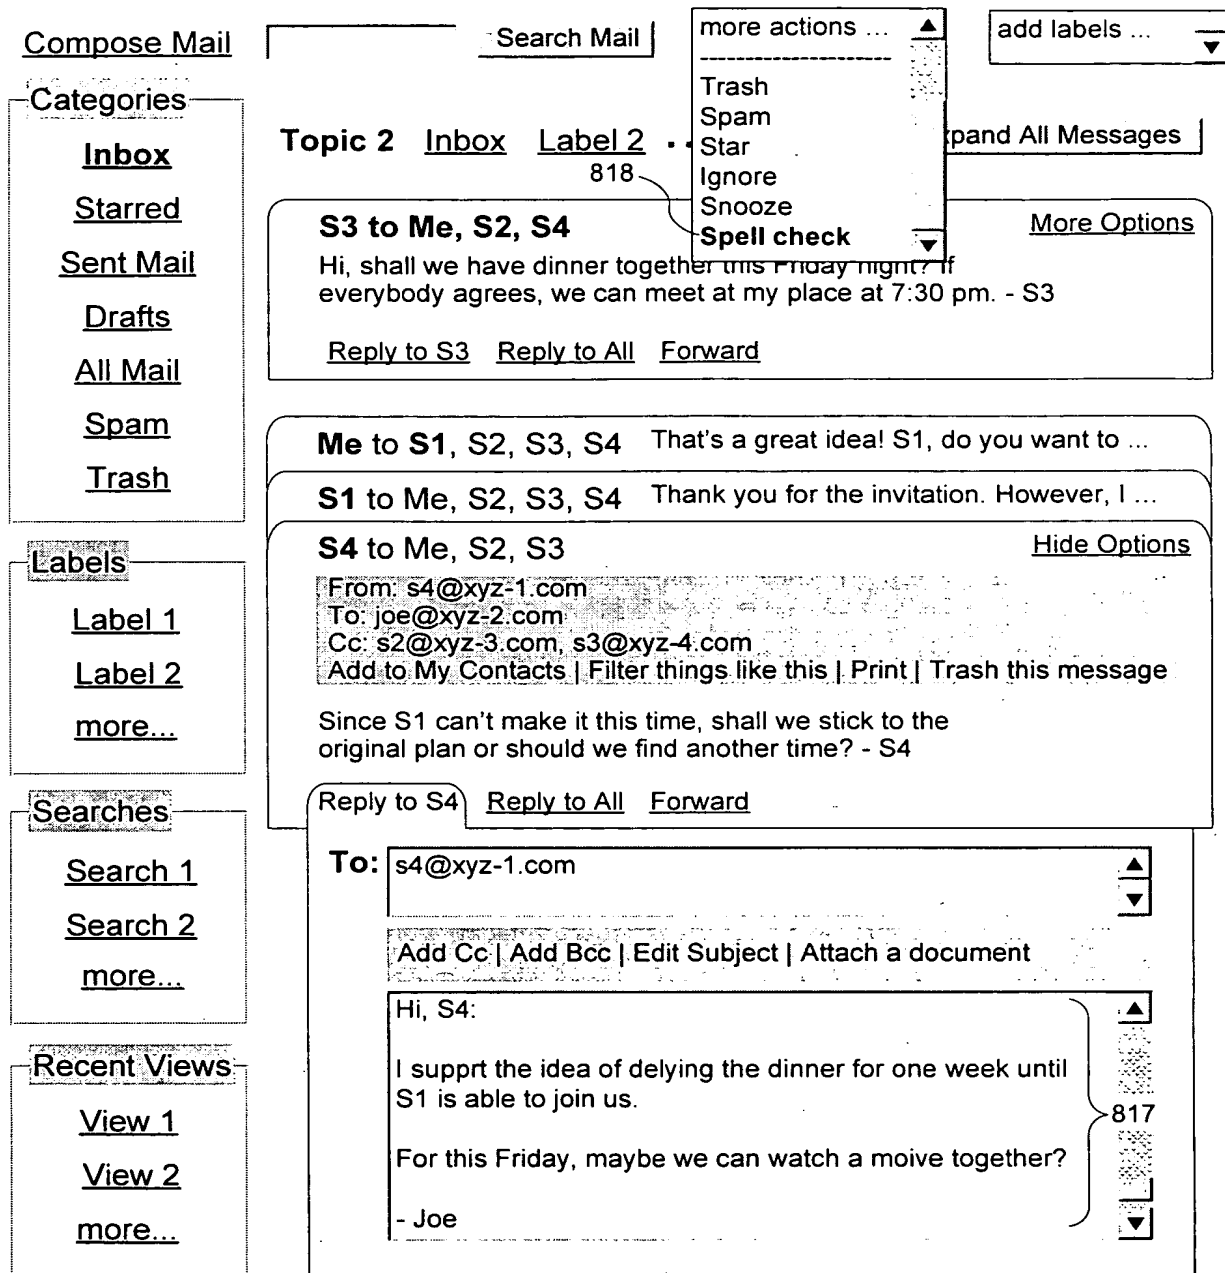 Compose Mail
Search Mail
more actions ...
add labels ...
--------------------
Trash
Spam
Star
Ignore
Snooze
Spell check
Categories
Inbox
Starred
Sent Mail
Drafts
All Mail
Spam
Trash
Topic 2 Inbox Label 2
xpand All Messages
818
S3 to Me, S2, S4
More Options
Hi, shall we have dinner together this Friday night? If
everybody agrees, we can meet at my place at 7:30 pm. - S3
Reply to S3 Reply to All Forward
Me to S1, S2, S3, S4 That's a great idea! S1, do you want to ...
S1 to Me, S2, S3, S4 Thank you for the invitation. However, I ...
S4 to Me, S2, S3
Hide Options
From: s4@xyz-1.com
To: joe@xyz-2.com
Cc: s2@xyz-3.com, s3@xyz-4.com
Add to My Contacts | Filter things like this | Print | Trash this message
Since S1 can't make it this time, shall we stick to the
original plan or should we find another time? - S4
Reply to S4 Reply to All Forward
Labels
Label 1
Label 2
more...
Searches
Search 1
Search 2
more...
Recent Views
View 1
View 2
more...
To: s4@xyz-1.com
Add Cc | Add Bcc | Edit Subject | Attach a document
Hi, S4:
I supprt the idea of delying the dinner for one week until
S1 is able to join us.
For this Friday, maybe we can watch a moive together?
- Joe
817